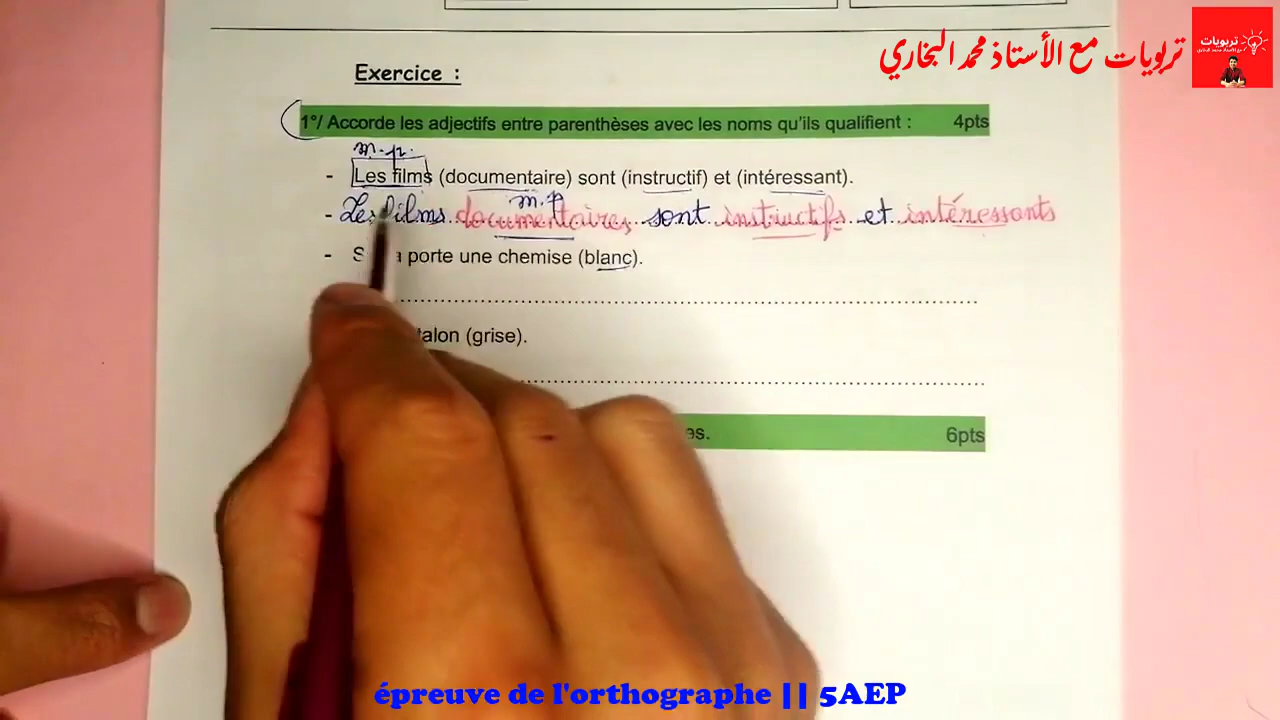 تربويات مع الأستاذ محمد البخاري
تربويات
Exercice :
1°/ Accorde les adjectifs entre parenthèses avec les noms qu'ils qualifient : 4pts
m.p.
- Les films (documentaire) sont (instructif) et (intéressant).
m.p
- Les films documentaires sont instructifs et intéressants
- S porte une chemise (blanc).
talon (grise).
es. 6pts
épreuve de l'orthographe || 5AEP